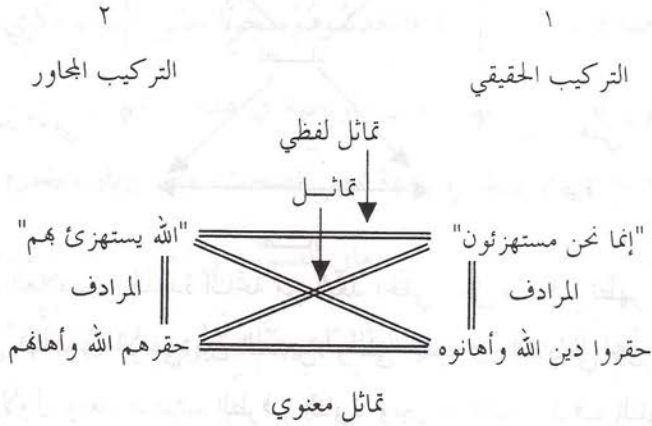 ١ ٢
التركيب الحقيقي التركيب المجاور
تماثل لفظي
تماثـــل
"إنما نحن مستهزئون" "الله يستهزئ بهم"
المرادف المرادف
حقروا دين الله وأهانوه حقرهم الله وأهانهم
تماثل معنوي